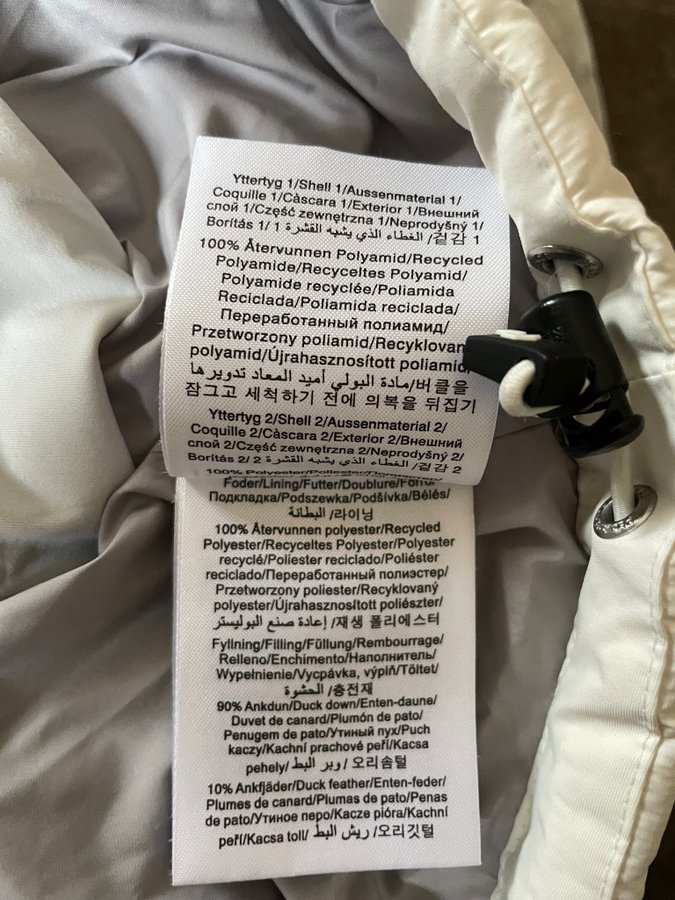 Yttertyg 1/Shell 1/Aussenmaterial 1/
Coquille 1/Càscara 1/Exterior 1/Внешний
слой 1/Część zewnętrzna 1/Neprodyšný 1/
Borítás 1/ الغطاء الذي يشبه القشرة 1 /겉감 1
100% Återvunnen Polyamid/Recycled
Polyamide/Recyceltes Polyamid/
Polyamide recyclée/Poliamida
Reciclada/Poliamida reciclada/
Переработанный полиамид/
Przetworzony poliamid/Recyklovan
polyamid/Újrahasznosított poliamid/
مادة البولي أميد المعاد تدويرها/버클을
잠그고 세척하기 전에 의복을 뒤집기
Yttertyg 2/Shell 2/Aussenmaterial 2/
Coquille 2/Càscara 2/Exterior 2/Внешний
слой 2/Część zewnętrzna 2/Neprodyšný 2/
Borítás 2/ الغطاء الذي يشبه القشرة 2 /겉감 2
100% Polyester/Poliester/
Foder/Lining/Futter/Doublure/Forru/
Подкладка/Podszewka/Podšívka/Bélés/
البطانة /라이닝
100% Återvunnen polyester/Recycled
Polyester/Recyceltes Polyester/Polyester
recyclé/Poliester reciclado/Poliéster
reciclado/Переработанный полиэстер/
Przetworzony poliester/Recyklovaný
polyester/Újrahasznosított poliészter/
إعادة صنع البوليستر /재생 폴리에스터
Fyllning/Filling/Füllung/Rembourrage/
Relleno/Enchimento/Наполнитель/
Wypełnienie/Vycpávka, výplň/Töltet/
الحشوة /충전재
90% Ankdun/Duck down/Enten-daune/
Duvet de canard/Plumón de pato/
Penugem de pato/Утиный пух/Puch
kaczy/Kachní prachové peří/Kacsa
pehely/ وبر البط /오리솜털
10% Ankfjäder/Duck feather/Enten-feder/
Plumes de canard/Plumas de pato/Penas
de pato/Утиное перо/Kacze pióra/Kachní
peří/Kacsa toll/ ريش البط /오리깃털